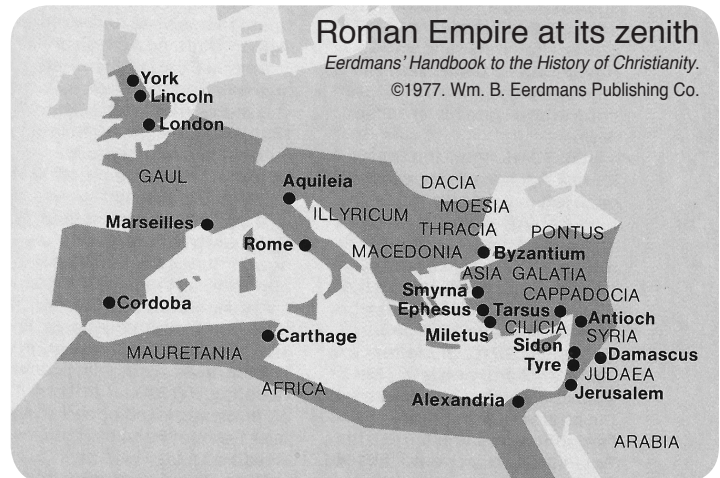 Roman Empire at its zenith
Eerdmans' Handbook to the History of Christianity.
©1977. Wm. B. Eerdmans Publishing Co.
York
Lincoln
London
GAUL
Aquileia
DACIA
ILLYRICUM
MOESIA
Marseilles
THRACIA
PONTUS
Rome
MACEDONIA
Byzantium
ASIA GALATIA
Smyrna
CAPPADOCIA
Cordoba
Ephesus
Tarsus
Antioch
Carthage
Miletus
CILICIA
SYRIA
MAURETANIA
Sidon
Damascus
Tyre
JUDAEA
AFRICA
Alexandria
Jerusalem
ARABIA